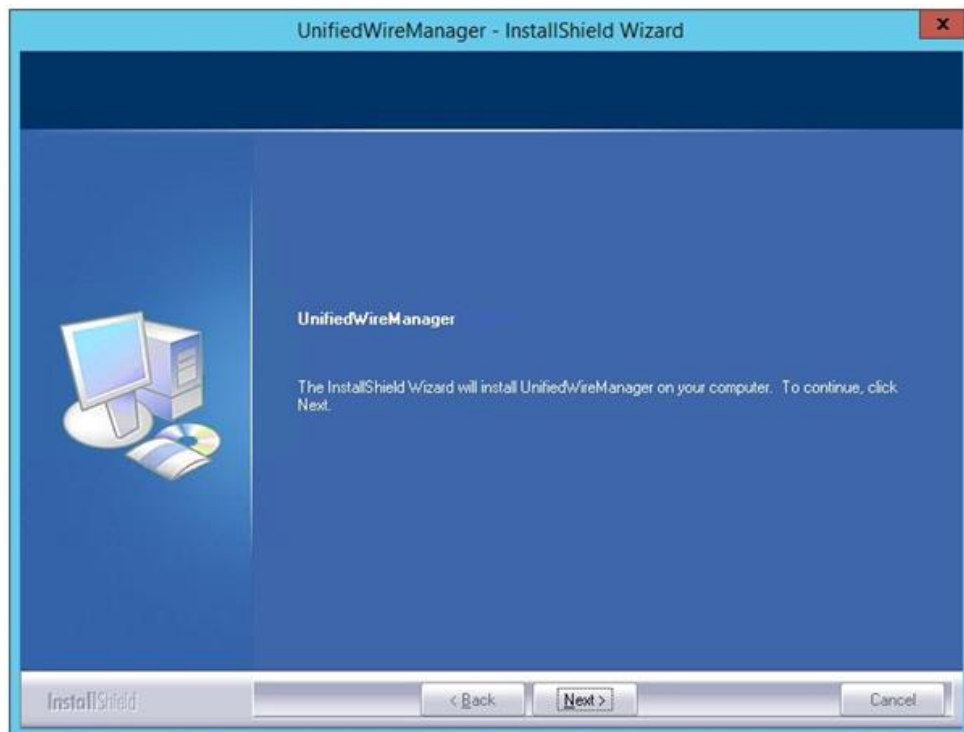 UnifiedWireManager - InstallShield Wizard
x
UnifiedWireManager
The InstallShield Wizard will install UnifiedWireManager on your computer. To continue, click
Next.
InstallShield
< Back
Next >
Cancel